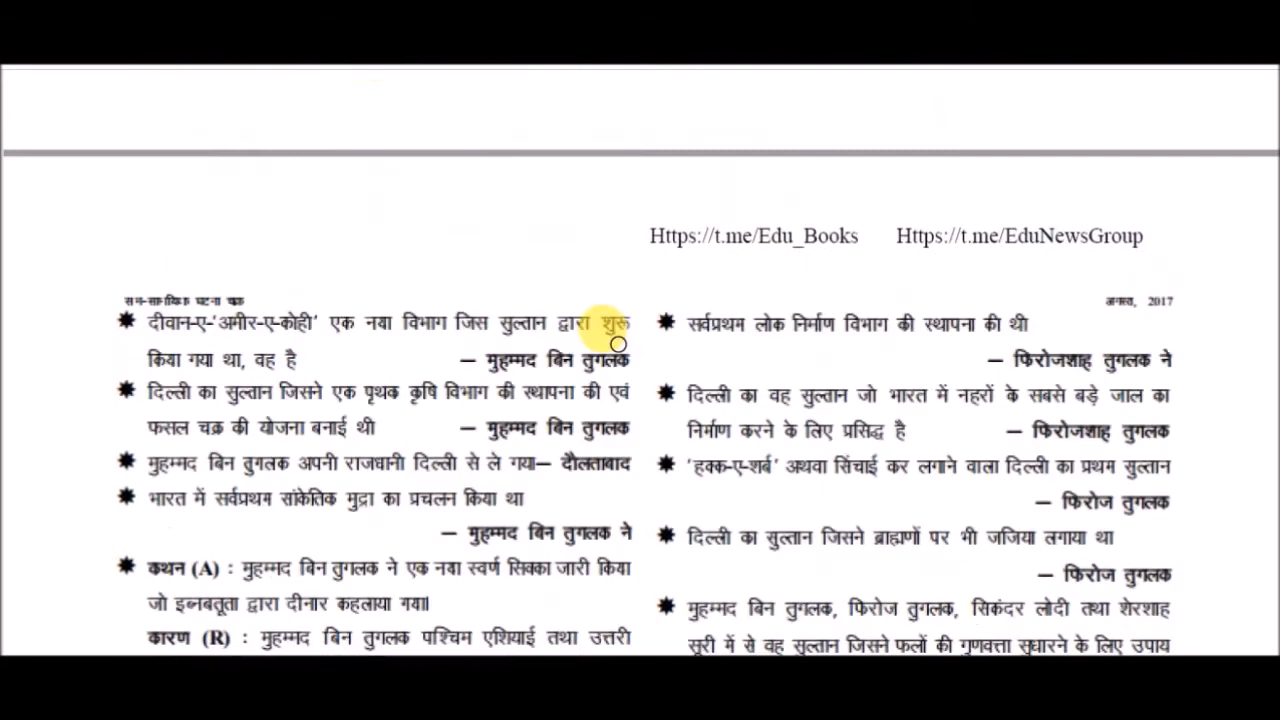 Https://t.me/Edu_Books Https://t.me/EduNewsGroup
सम-सामयिक घटना चक्र
अगस्त, 2017
✷ दीवान-ए-'अमीर-ए-कोही' एक नया विभाग जिस सुल्तान द्वारा शुरू
किया गया था, वह है – मुहम्मद बिन तुगलक
✷ दिल्ली का सुल्तान जिसने एक पृथक कृषि विभाग की स्थापना की एवं
फसल चक्र की योजना बनाई थी – मुहम्मद बिन तुगलक
✷ मुहम्मद बिन तुगलक अपनी राजधानी दिल्ली से ले गया– दौलताबाद
✷ भारत में सर्वप्रथम सांकेतिक मुद्रा का प्रचलन किया था
– मुहम्मद बिन तुगलक ने
✷ कथन (A) : मुहम्मद बिन तुगलक ने एक नया स्वर्ण सिक्का जारी किया
जो इब्नबतूता द्वारा दीनार कहलाया गया।
कारण (R) : मुहम्मद बिन तुगलक पश्चिम एशियाई तथा उत्तरी
✷ सर्वप्रथम लोक निर्माण विभाग की स्थापना की थी
– फिरोजशाह तुगलक ने
✷ दिल्ली का वह सुल्तान जो भारत में नहरों के सबसे बड़े जाल का
निर्माण करने के लिए प्रसिद्ध है – फिरोजशाह तुगलक
✷ 'हक्क-ए-शर्ब' अथवा सिंचाई कर लगाने वाला दिल्ली का प्रथम सुल्तान
– फिरोज तुगलक
✷ दिल्ली का सुल्तान जिसने ब्राह्मणों पर भी जजिया लगाया था
– फिरोज तुगलक
✷ मुहम्मद बिन तुगलक, फिरोज तुगलक, सिकंदर लोदी तथा शेरशाह
सूरी में से वह सुल्तान जिसने फलों की गुणवत्ता सुधारने के लिए उपाय